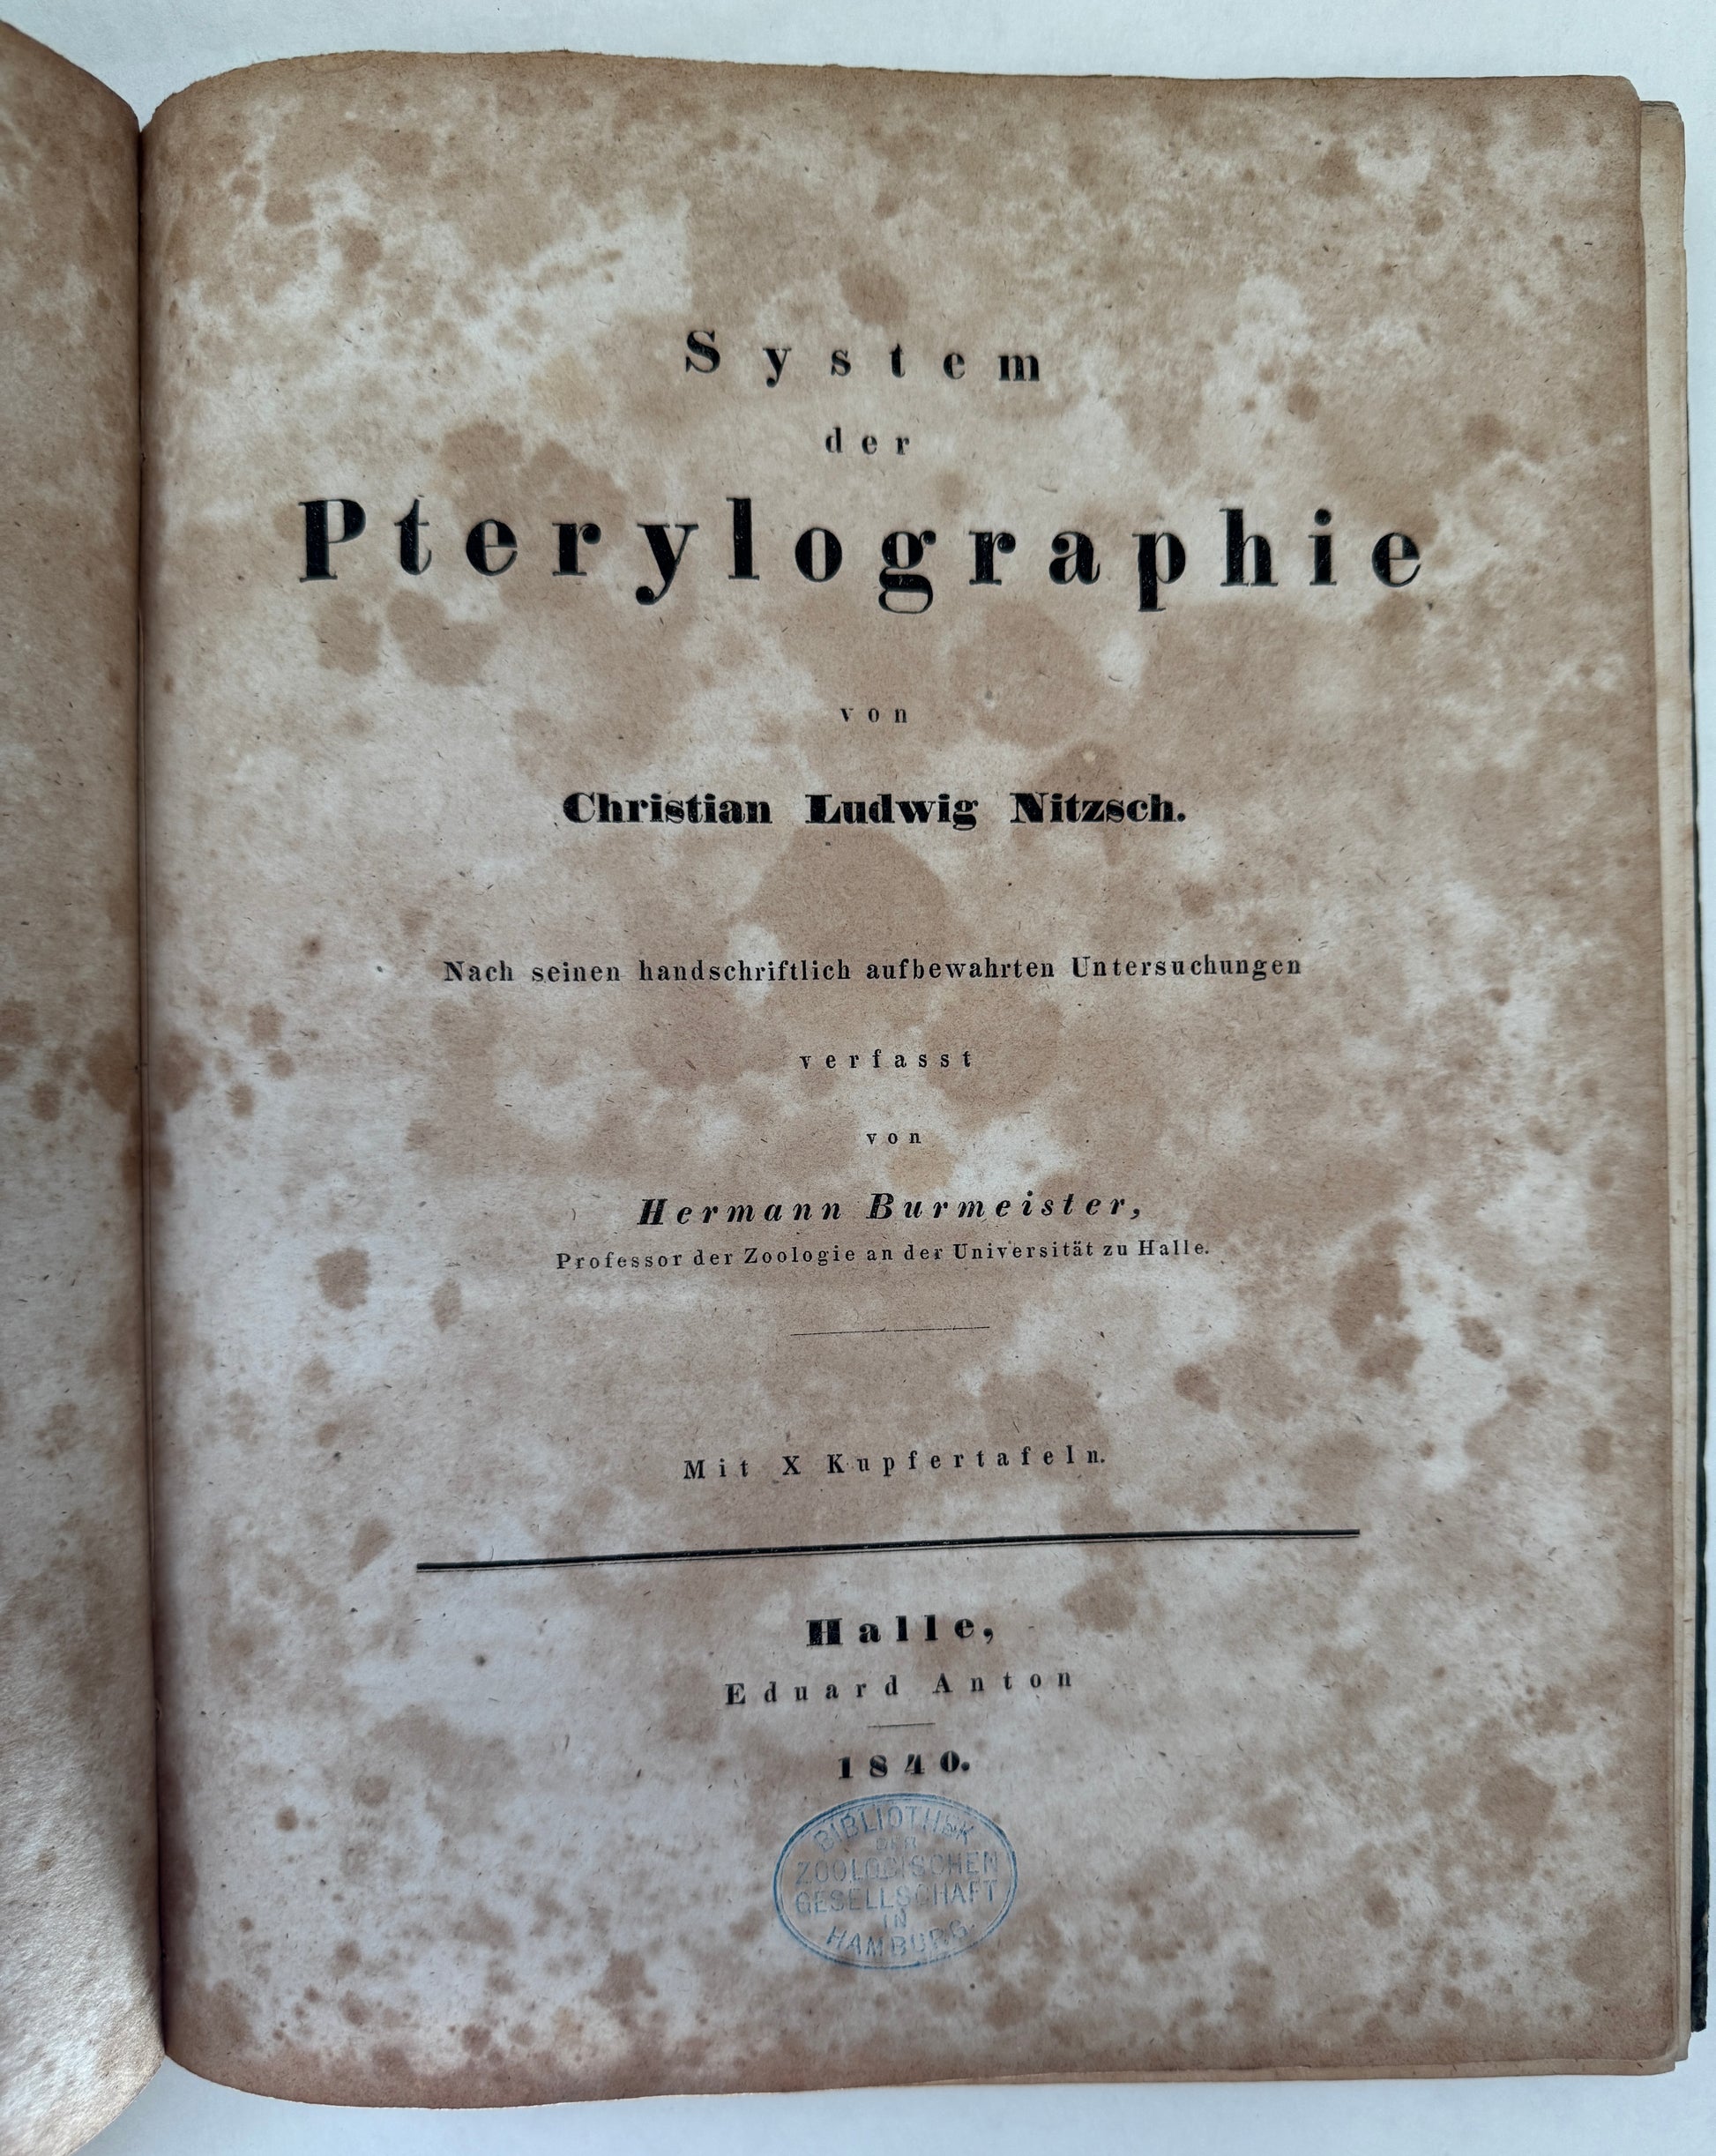 System
der
Pterylographie
von
Christian Ludwig Nitzsch.
Nach seinen handschriftlich aufbewahrten Untersuchungen
verfasst
von
Hermann Burmeister,
Professor der Zoologie an der Universität zu Halle.
Mit X Kupfertafeln.
Halle,
Eduard Anton
1840.
BIBLIOTHEK
DER
ZOOLOGISCHEN
GESELLSCHAFT
IN
HAMBURG.